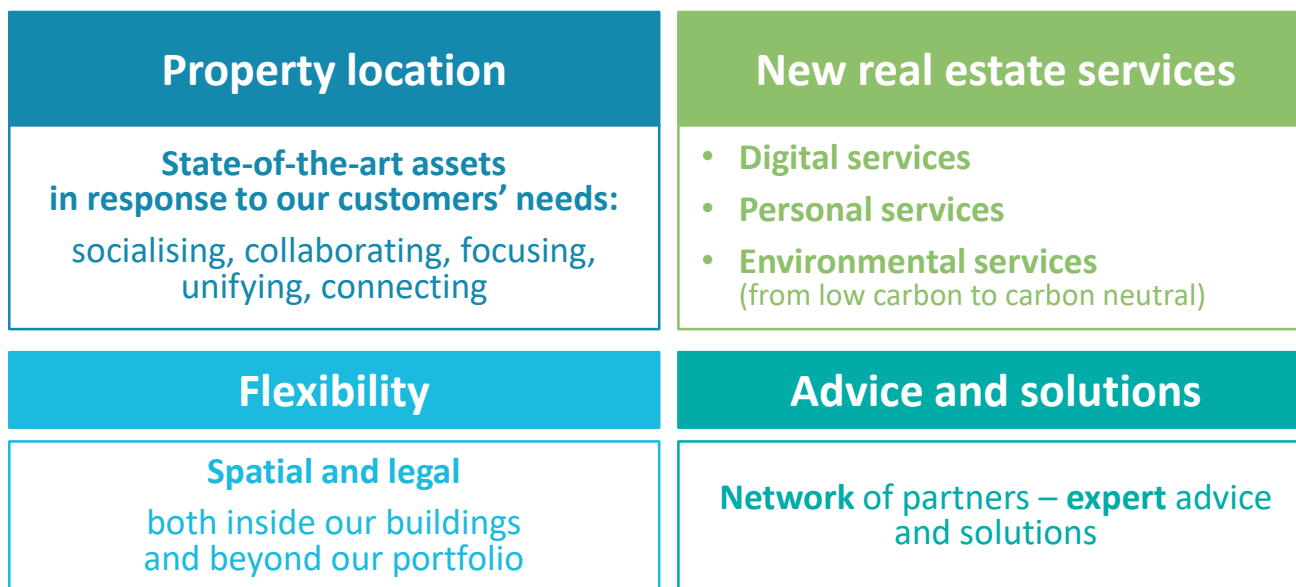 Property location
State-of-the-art assets
in response to our customers’ needs:
socialising, collaborating, focusing,
unifying, connecting
New real estate services
• Digital services
• Personal services
• Environmental services
(from low carbon to carbon neutral)
Flexibility
Spatial and legal
both inside our buildings
and beyond our portfolio
Advice and solutions
Network of partners – expert advice
and solutions